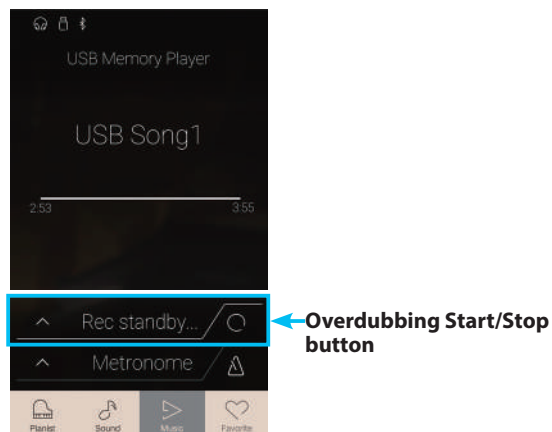 USB Memory Player
USB Song1
2:53 3:55
Rec standby...
Overdubbing Start/Stop
button
Metronome
Pianist Sound Music Favorite